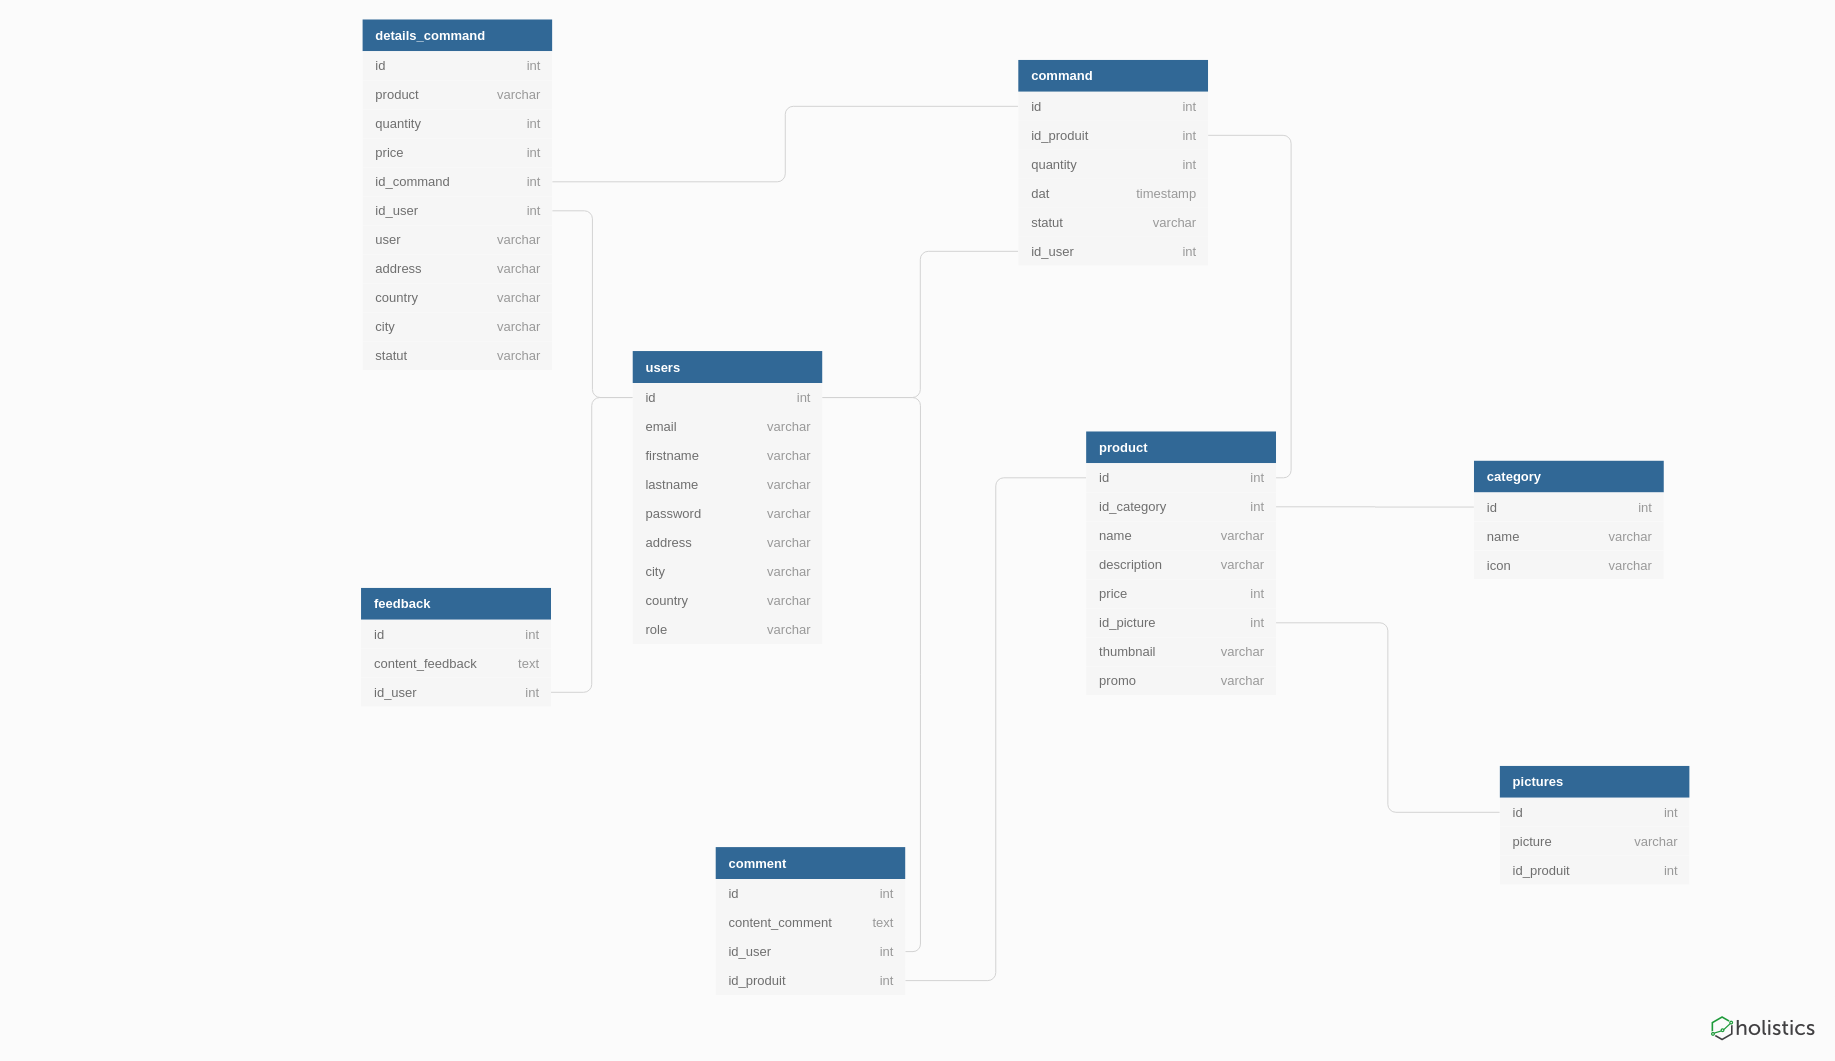 details_command
id int
product varchar
quantity int
price int
id_command int
id_user int
user varchar
address varchar
country varchar
city varchar
statut varchar
command
id int
id_produit int
quantity int
dat timestamp
statut varchar
id_user int
users
id int
email varchar
firstname varchar
lastname varchar
password varchar
address varchar
city varchar
country varchar
role varchar
product
id int
id_category int
name varchar
description varchar
price int
id_picture int
thumbnail varchar
promo varchar
category
id int
name varchar
icon varchar
feedback
id int
content_feedback text
id_user int
pictures
id int
picture varchar
id_produit int
comment
id int
content_comment text
id_user int
id_produit int
holistics